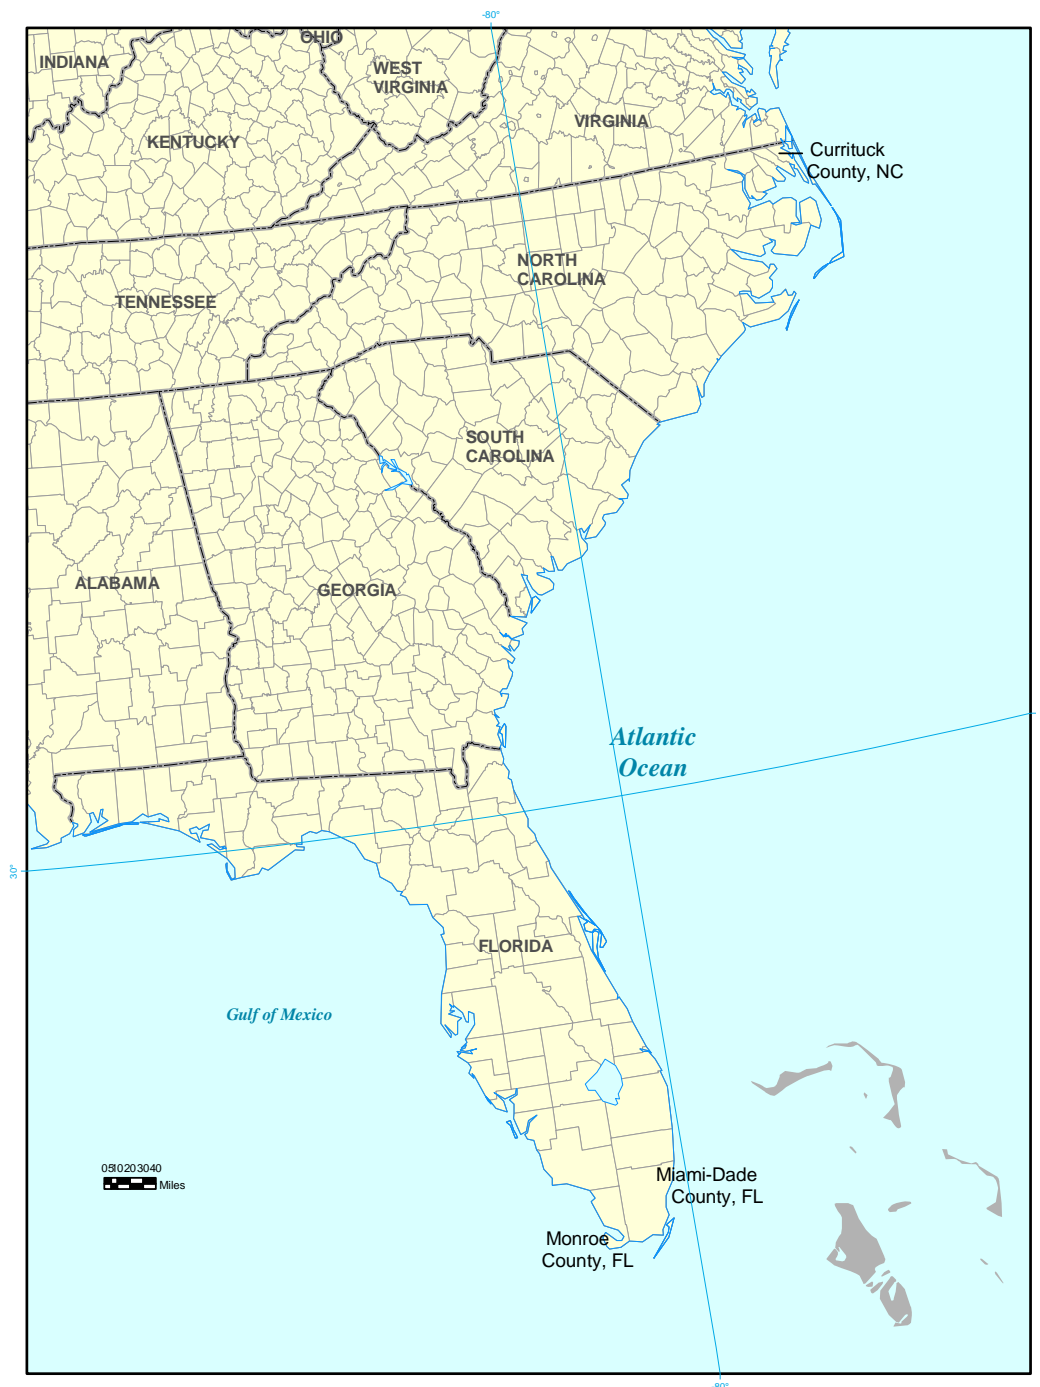 -80°
OHIO
INDIANA
WEST
VIRGINIA
VIRGINIA
KENTUCKY
Currituck
County, NC
NORTH
CAROLINA
TENNESSEE
SOUTH
CAROLINA
ALABAMA
GEORGIA
Atlantic
Ocean
30°
FLORIDA
Gulf of Mexico
0510203040
Miles
Miami-Dade
County, FL
Monroe
County, FL
-80°